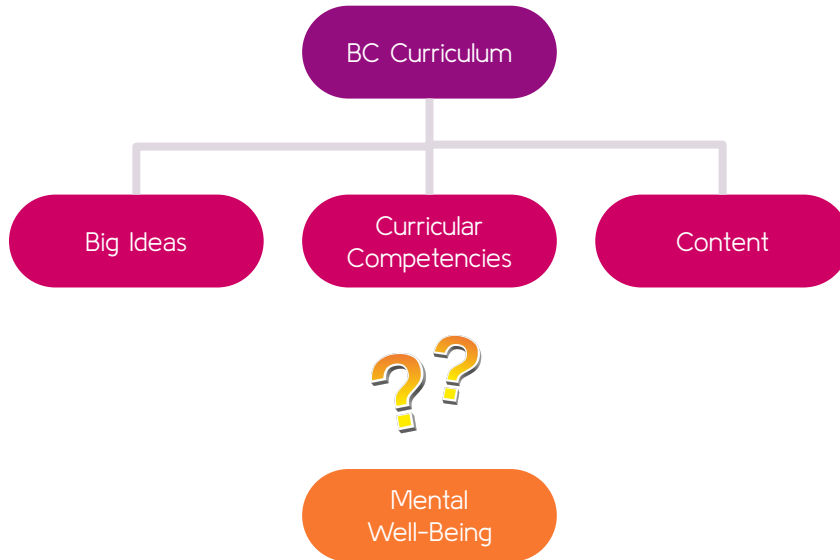 BC Curriculum
Big Ideas
Curricular
Competencies
Content
??
Mental
Well-Being